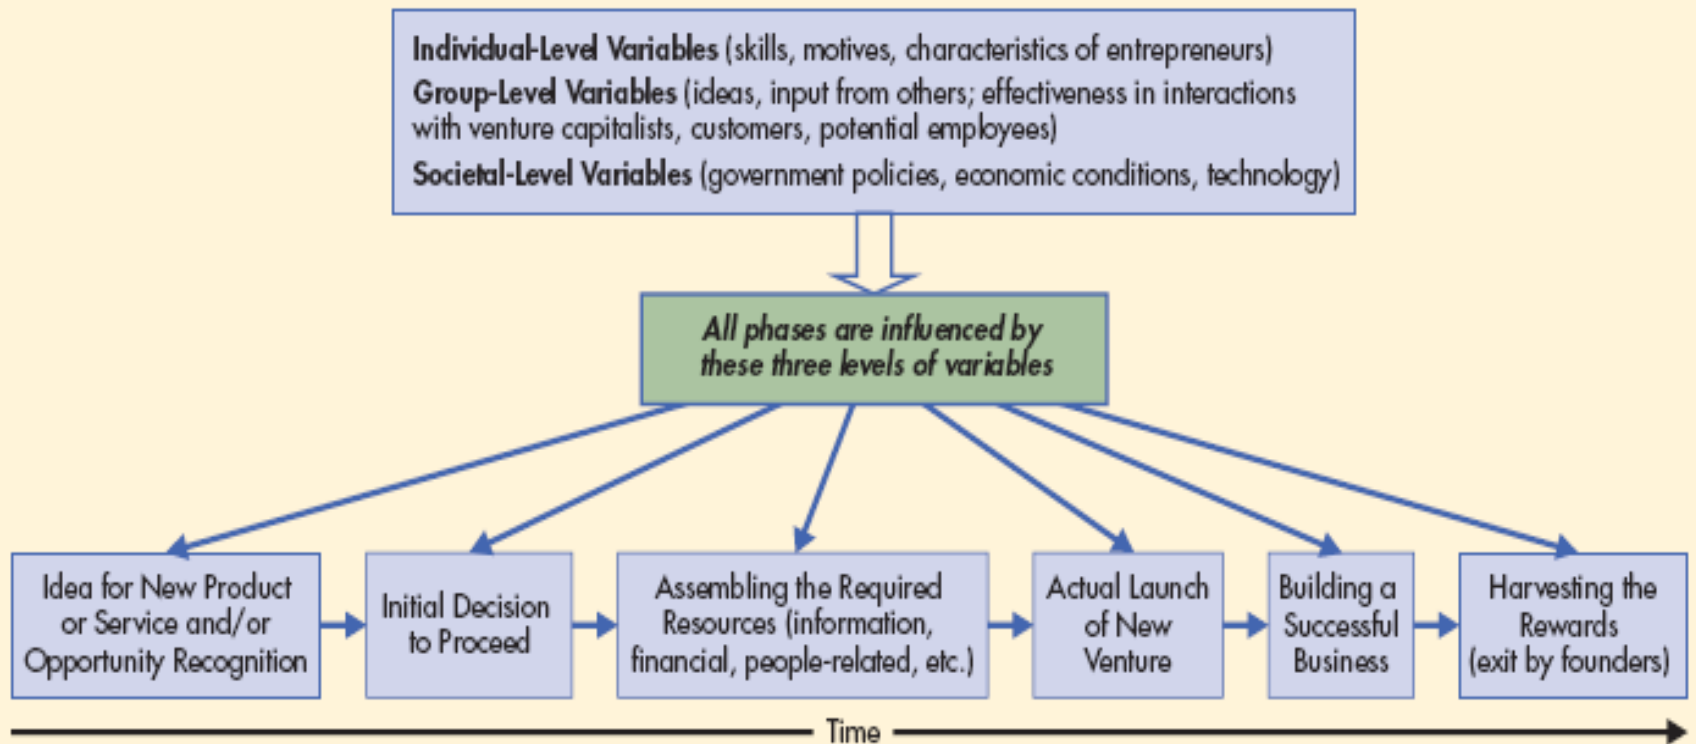 Individual-Level Variables (skills, motives, characteristics of entrepreneurs)
Group-Level Variables (ideas, input from others; effectiveness in interactions
with venture capitalists, customers, potential employees)
Societal-Level Variables (government policies, economic conditions, technology)
All phases are influenced by
these three levels of variables
Idea for New Product
or Service and/or
Opportunity Recognition
Initial Decision
to Proceed
Assembling the Required
Resources (information,
financial, people-related, etc.)
Actual Launch
of New
Venture
Building a
Successful
Business
Harvesting the
Rewards
(exit by founders)
Time